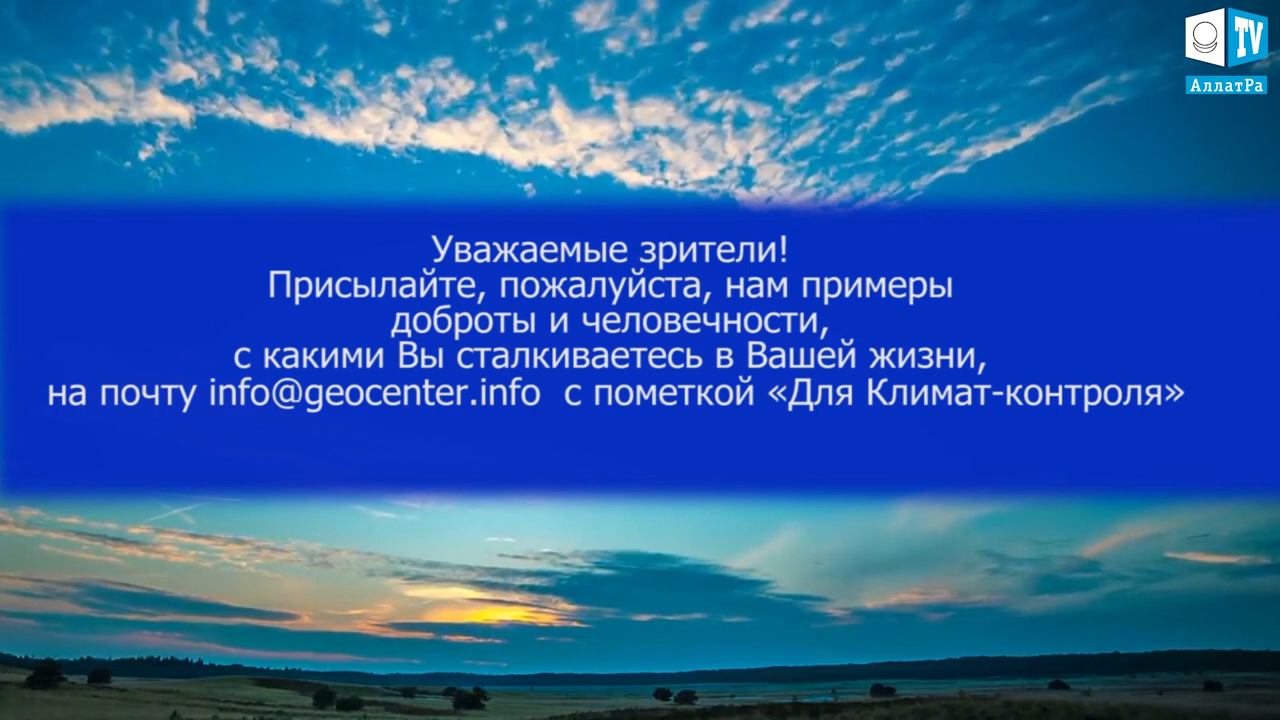 TV
АллатРа
Уважаемые зрители!
Присылайте, пожалуйста, нам примеры
доброты и человечности,
с какими Вы сталкиваетесь в Вашей жизни,
на почту info@geocenter.info с пометкой «Для Климат-контроля»